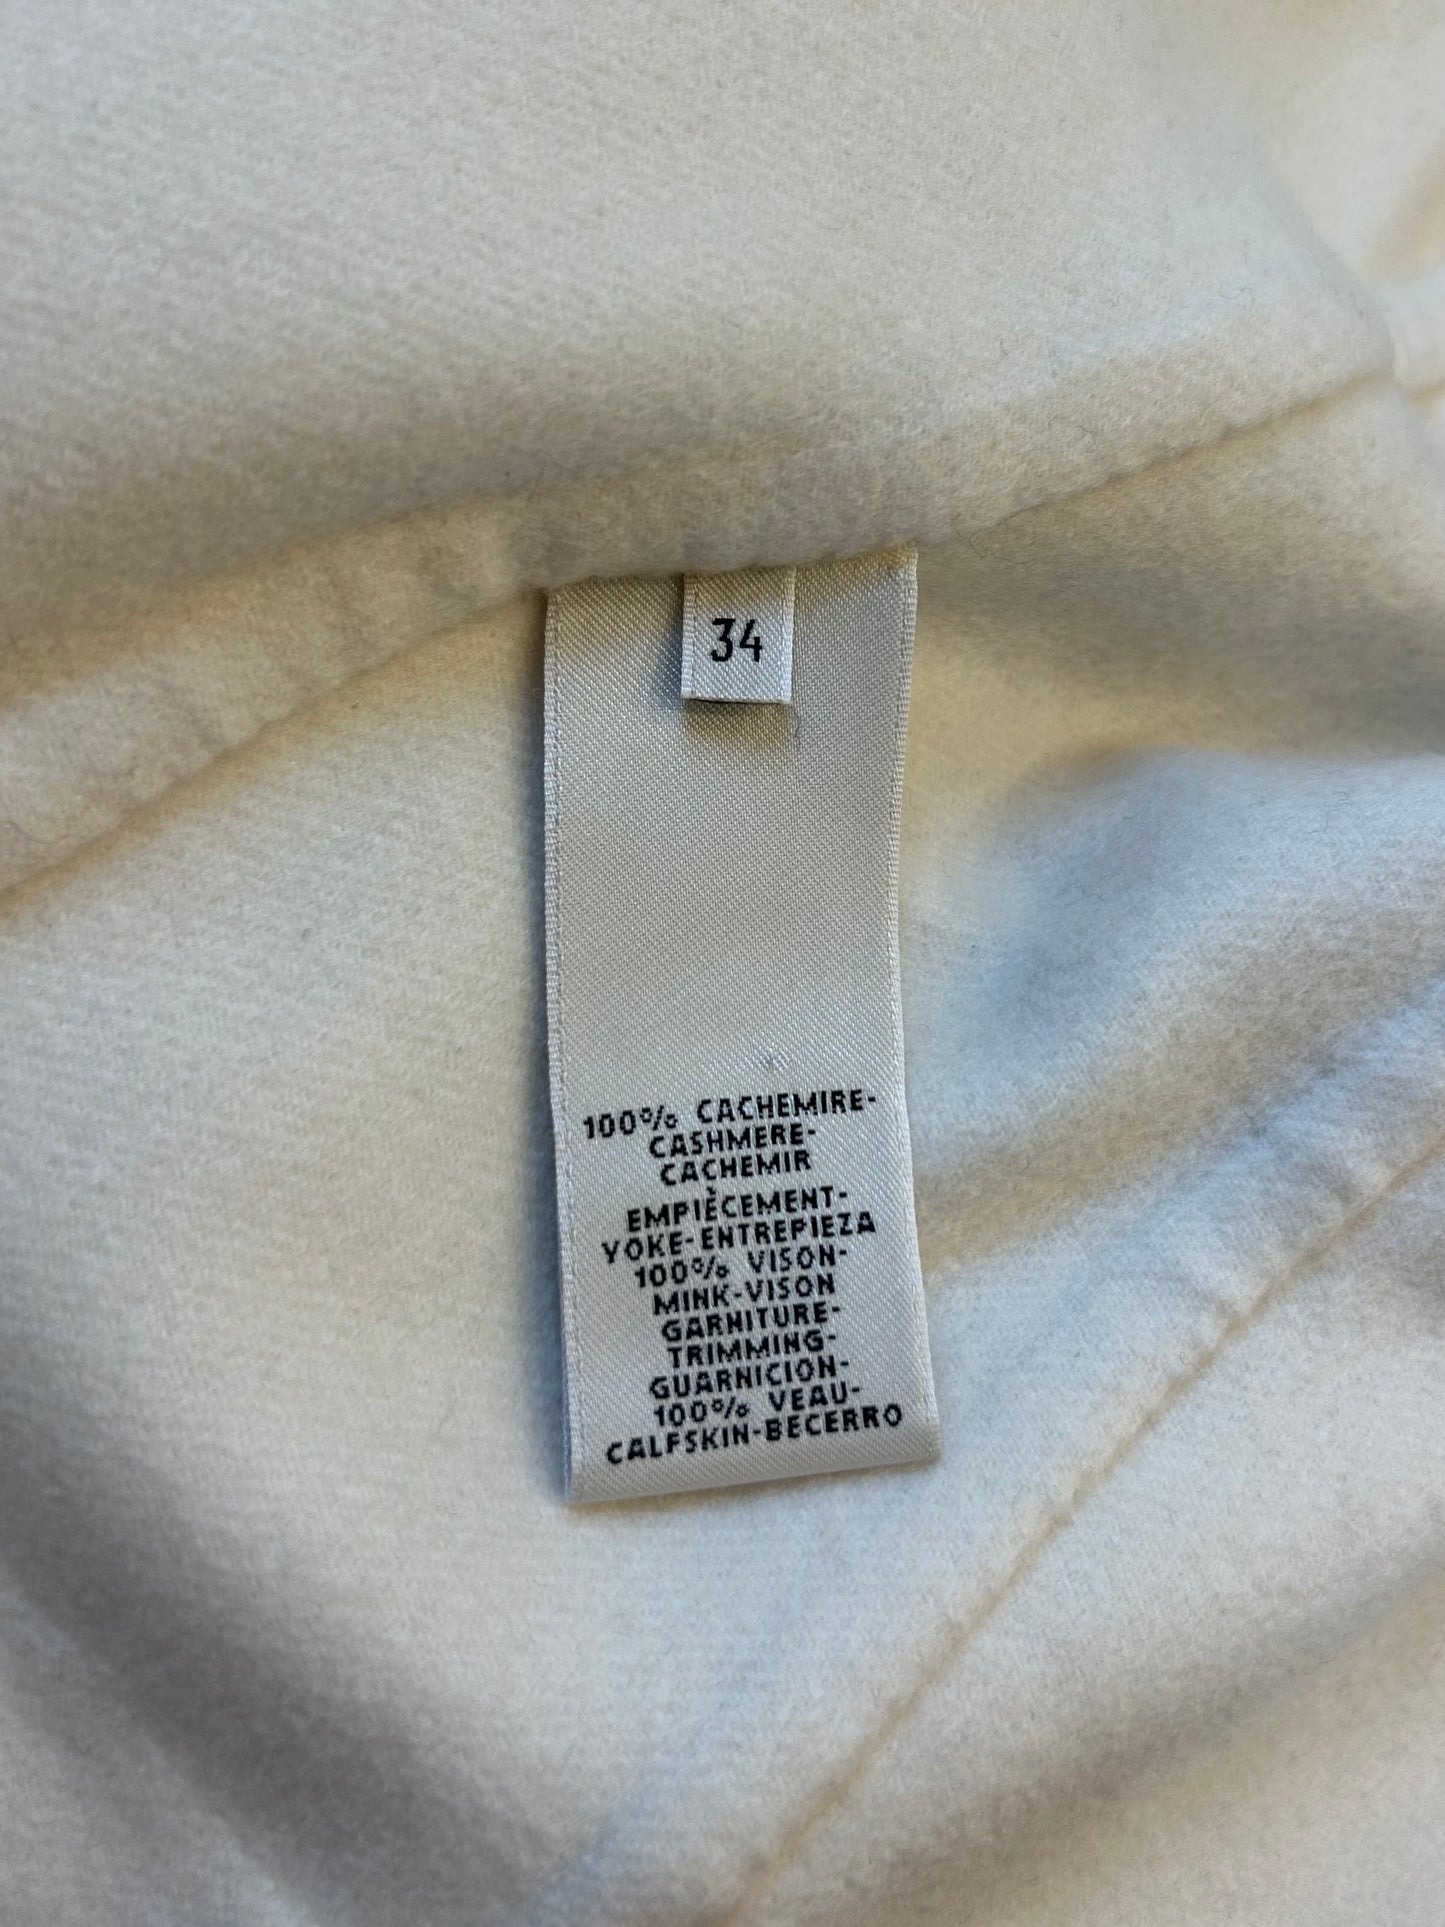 34
100% CACHEMIRE-
CASHMERE-
CACHEMIR
EMPIÈCEMENT-
YOKE-ENTREPIEZA
100% VISON-
MINK-VISON
GARNITURE-
TRIMMING-
GUARNICION-
100% VEAU-
CALFSKIN-BECERRO